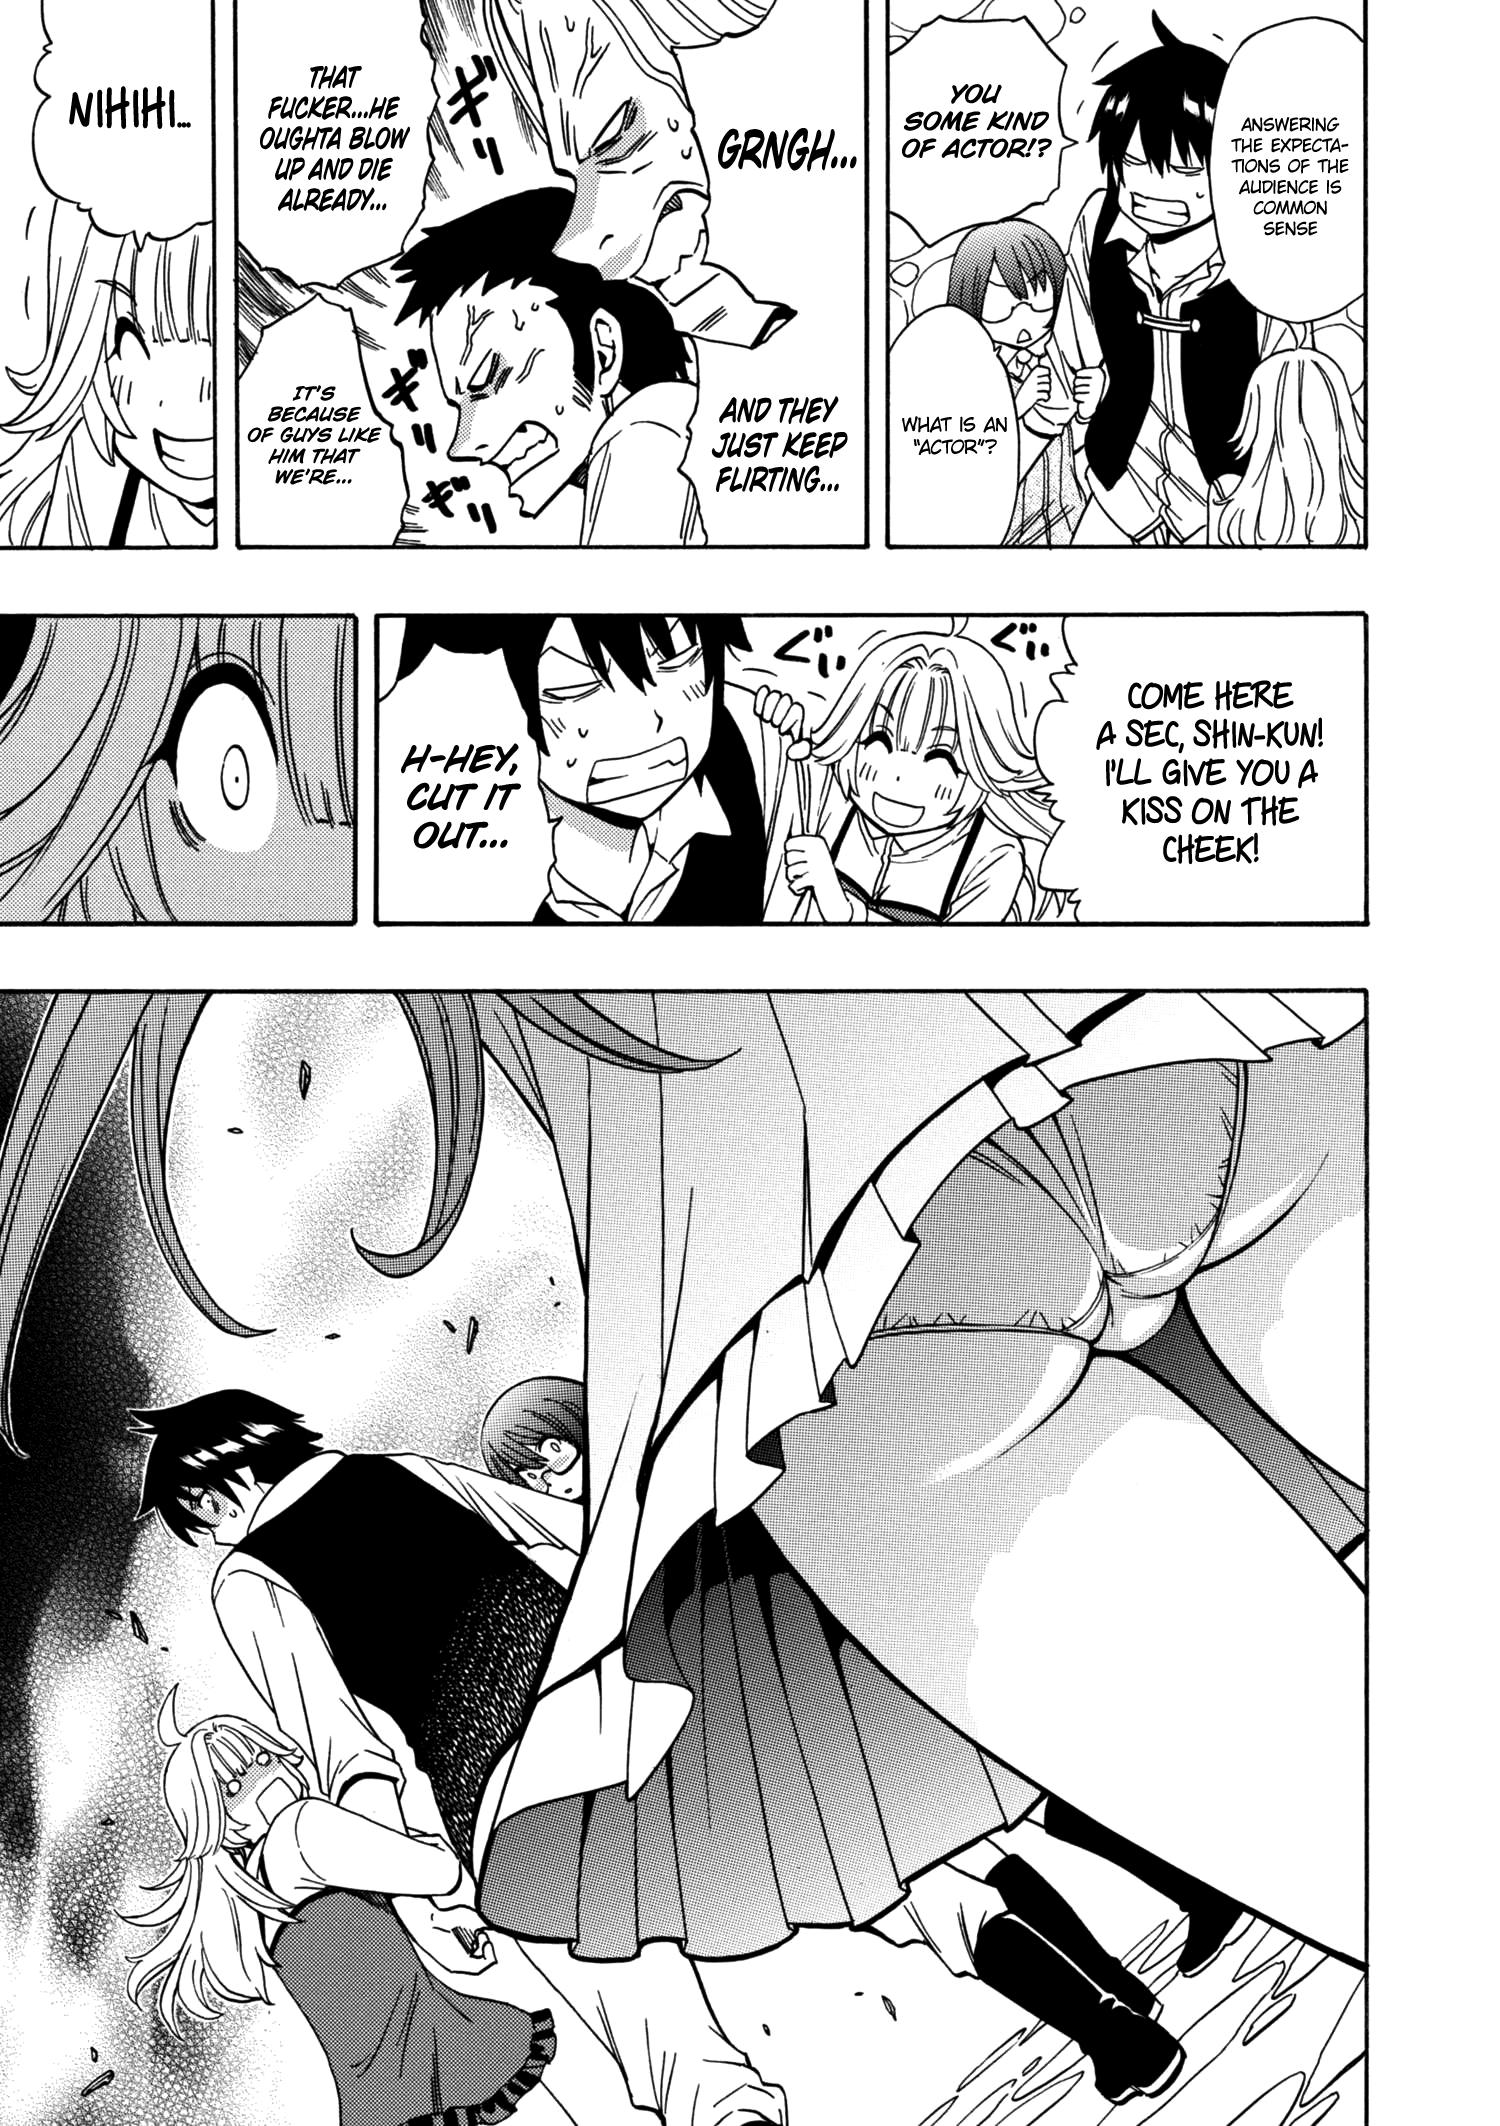 ANSWERING
THE EXPECTA-
TIONS OF THE
AUDIENCE IS
COMMON
SENSE
YOU
SOME KIND
OF ACTOR!?
WHAT IS AN
"ACTOR"?
GRNGH...
AND THEY
JUST KEEP
FLIRTING...
THAT
FUCKER...HE
OUGHTA BLOW
UP AND DIE
ALREADY...
IT'S
BECAUSE
OF GUYS LIKE
HIM THAT
WE'RE...
ギギギ
ギギギ
NIHIHI...
COME HERE
A SEC, SHIN-KUN!
I'LL GIVE YOU A
KISS ON THE
CHEEK!
ぐい
ぐい
H-HEY,
CUT IT
OUT...